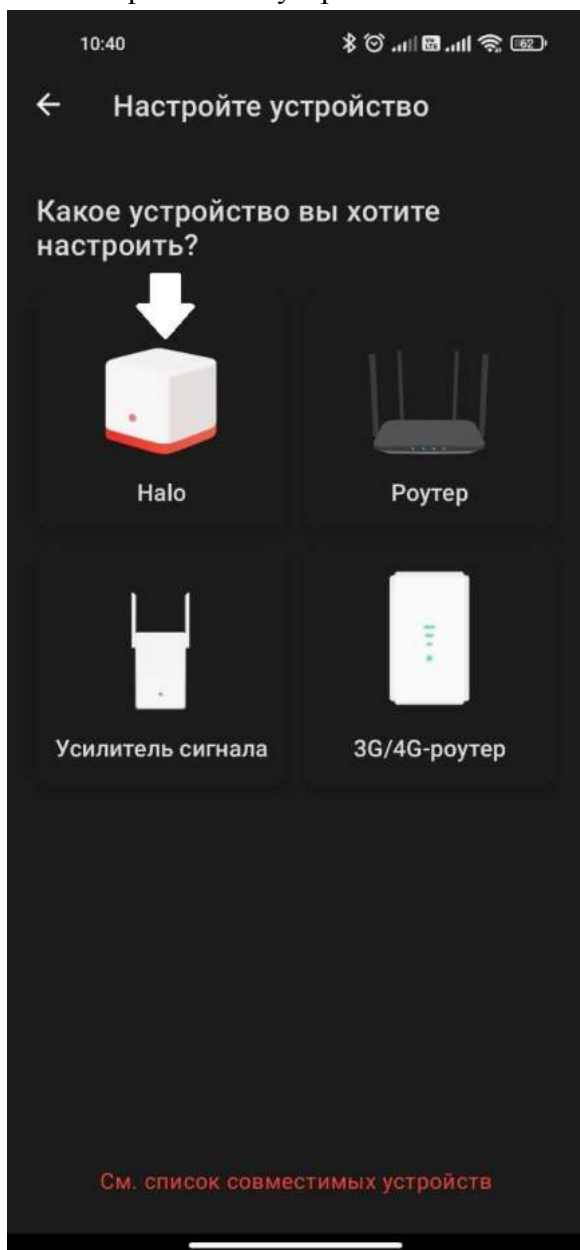 10:40
62
← Настройте устройство
Какое устройство вы хотите
настроить?
Halo
Роутер
Усилитель сигнала
3G/4G-роутер
См. список совместимых устройств